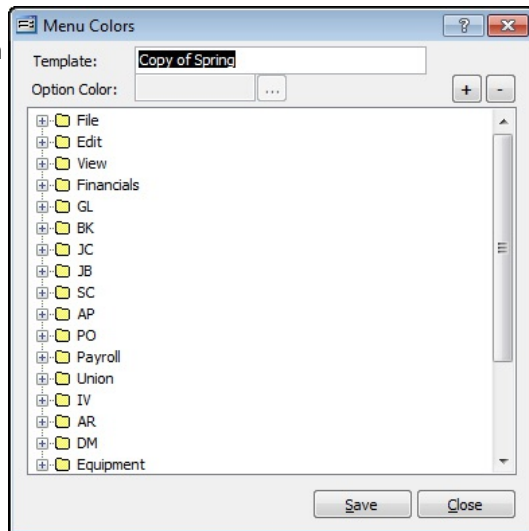 Menu Colors
Template: Copy of Spring
Option Color: ... + -
File
Edit
View
Financials
GL
BK
JC
JB
SC
AP
PO
Payroll
Union
IV
AR
DM
Equipment
Save Close